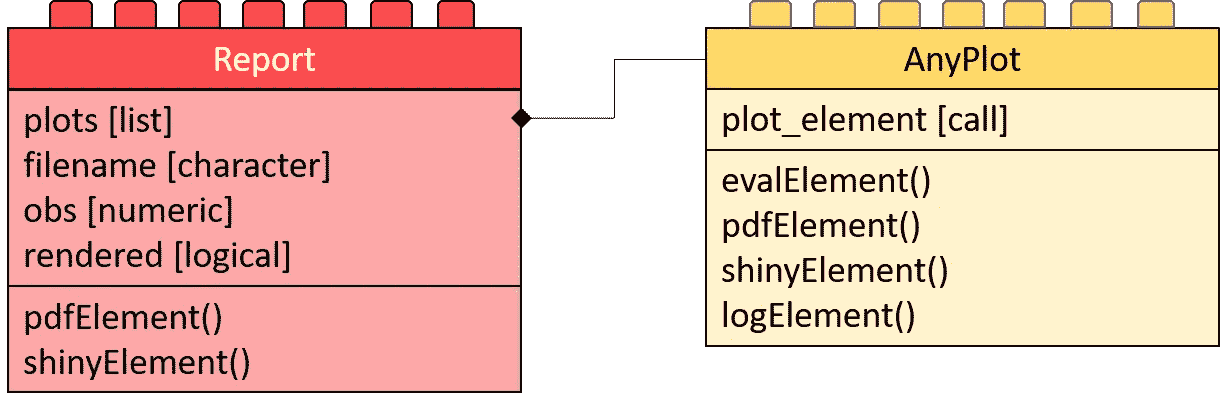 Report
plots [list]
filename [character]
obs [numeric]
rendered [logical]
pdfElement()
shinyElement()
AnyPlot
plot_element [call]
evalElement()
pdfElement()
shinyElement()
logElement()